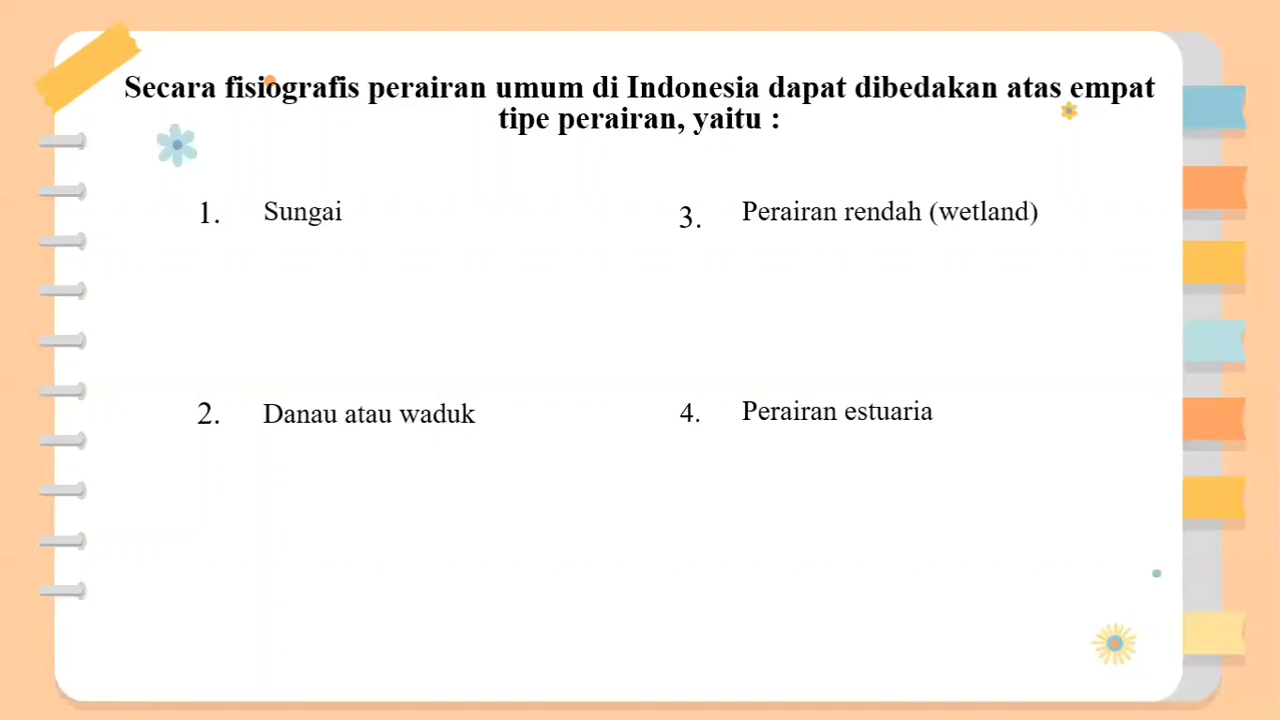 Secara fisiografis perairan umum di Indonesia dapat dibedakan atas empat
tipe perairan, yaitu :
1. Sungai
2. Danau atau waduk
3. Perairan rendah (wetland)
4. Perairan estuaria